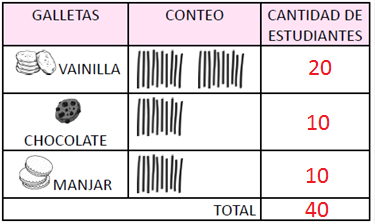 GALLETAS CONTEO CANTIDAD DE ESTUDIANTES
VAINILLA 20
CHOCOLATE 10
MANJAR 10
TOTAL 40